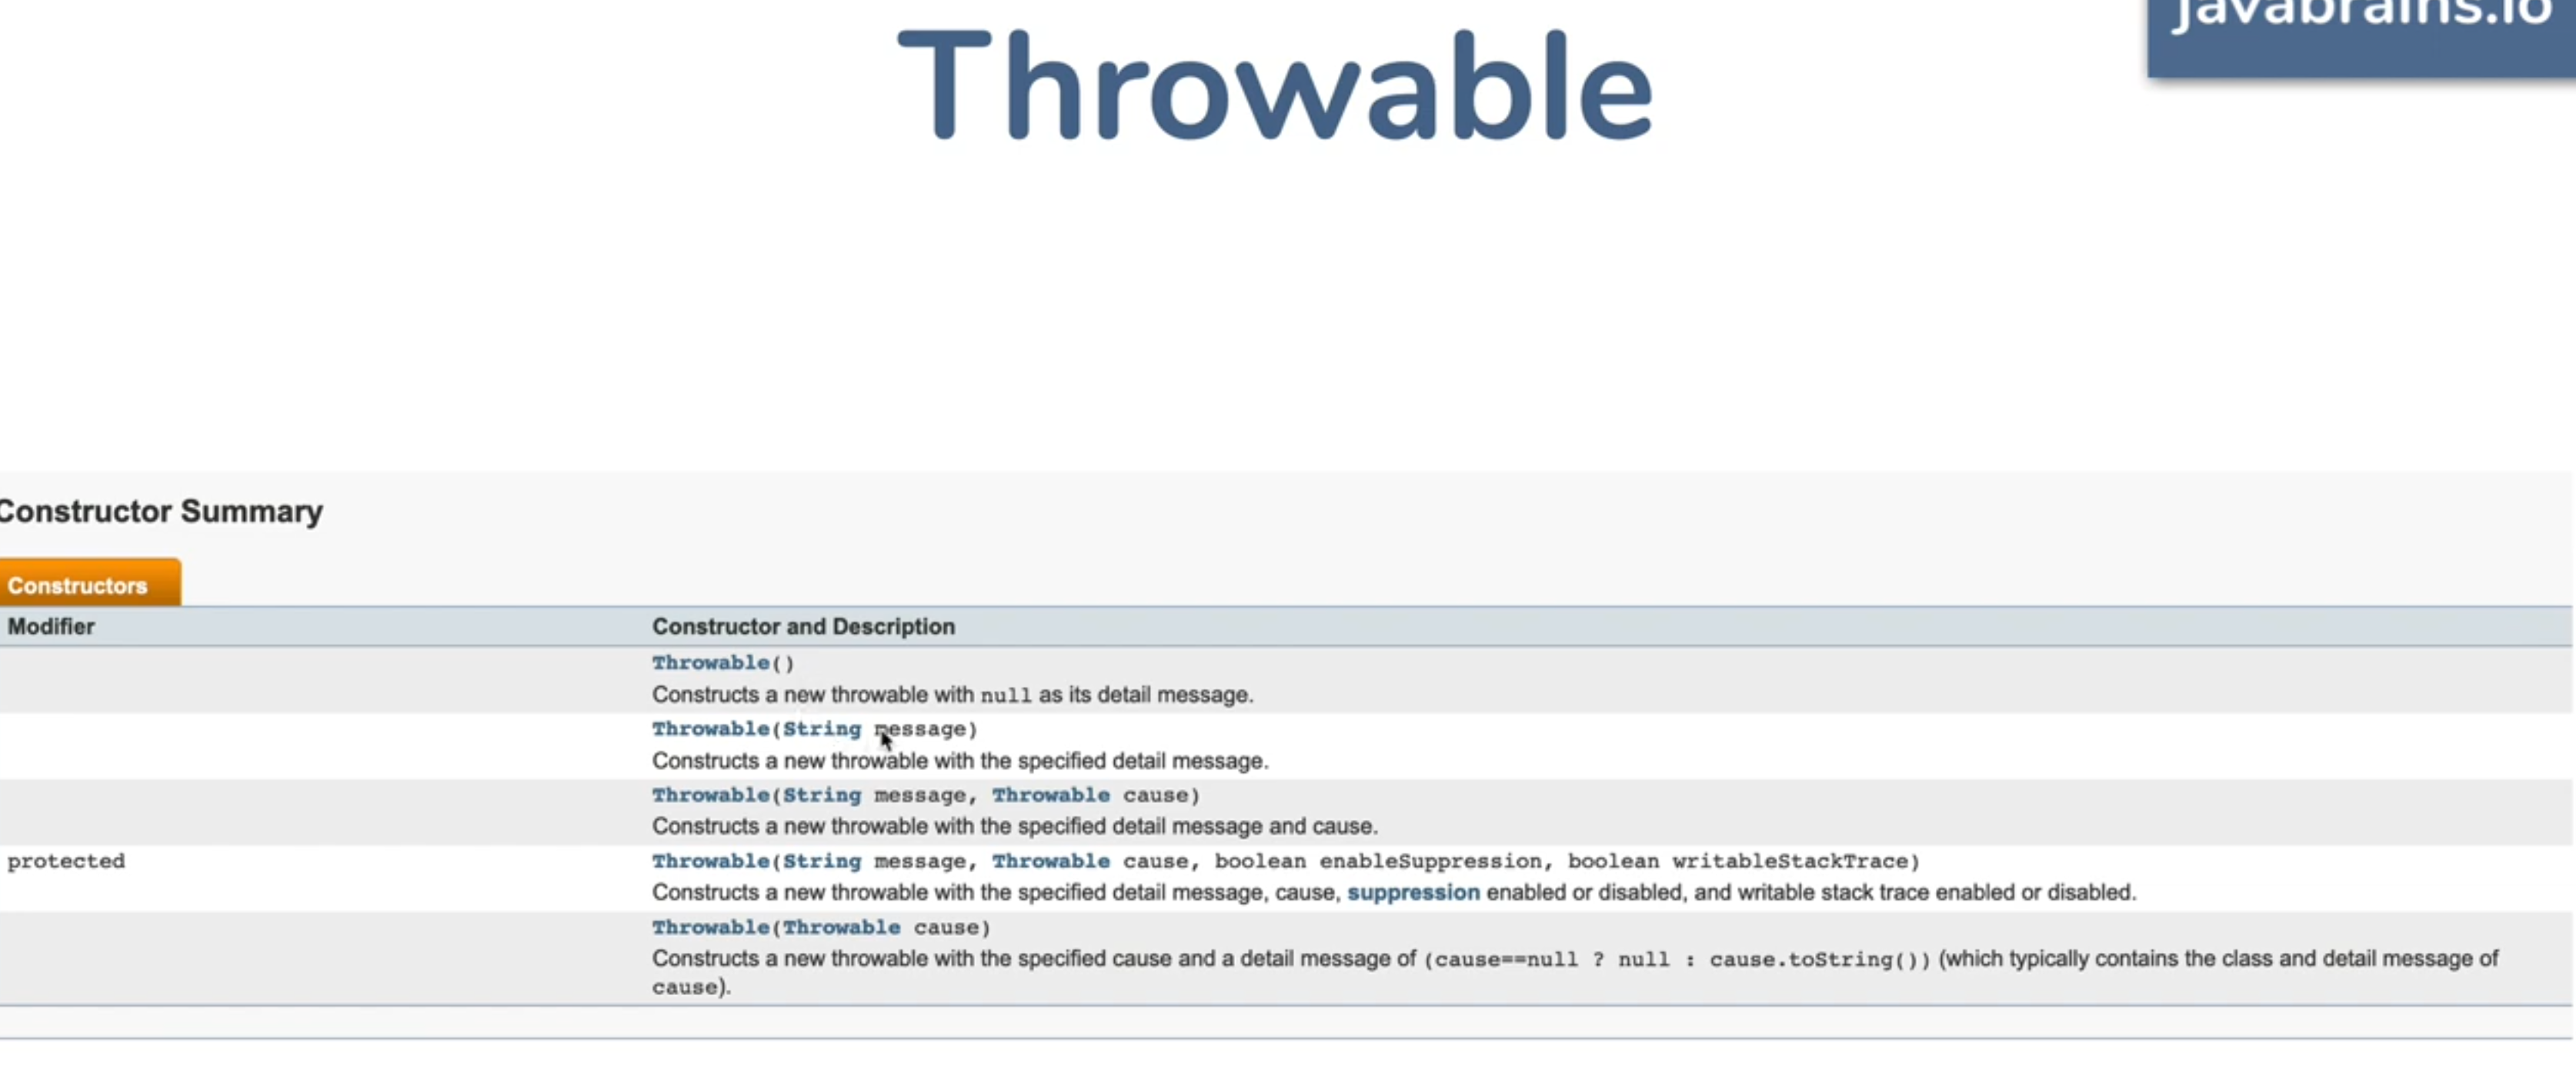 javabrains.io
Throwable
Constructor Summary
Constructors
Modifier Constructor and Description
Throwable()
Constructs a new throwable with null as its detail message.
Throwable(String message)
Constructs a new throwable with the specified detail message.
Throwable(String message, Throwable cause)
Constructs a new throwable with the specified detail message and cause.
protected Throwable(String message, Throwable cause, boolean enableSuppression, boolean writableStackTrace)
Constructs a new throwable with the specified detail message, cause, suppression enabled or disabled, and writable stack trace enabled or disabled.
Throwable(Throwable cause)
Constructs a new throwable with the specified cause and a detail message of (cause==null ? null : cause.toString()) (which typically contains the class and detail message of
cause).